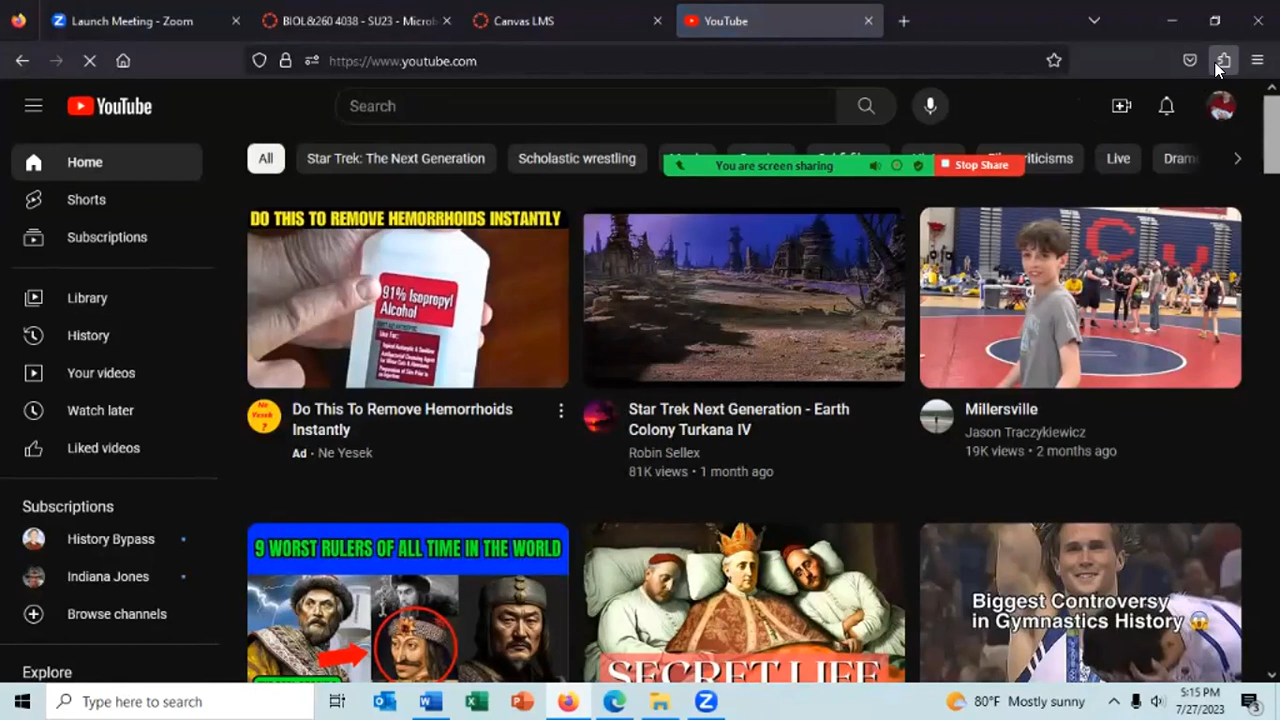 Launch Meeting - Zoom
BIOL&260 4038 - SU23 - Microb
Canvas LMS
YouTube
https://www.youtube.com
YouTube
Search
All
Star Trek: The Next Generation
Scholastic wrestling
criticisms
Live
Drama
You are screen sharing
Stop Share
Home
Shorts
Subscriptions
Library
History
Your videos
Watch later
Liked videos
Subscriptions
History Bypass
Indiana Jones
Browse channels
Explore
DO THIS TO REMOVE HEMORRHOIDS INSTANTLY
91% Isopropyl
Alcohol
Ne
Yesek
?
Do This To Remove Hemorrhoids
Instantly
Ad • Ne Yesek
Star Trek Next Generation - Earth
Colony Turkana IV
Robin Sellex
81K views • 1 month ago
Millersville
Jason Traczykiewicz
19K views • 2 months ago
9 WORST RULERS OF ALL TIME IN THE WORLD
SECRET LIFE
Biggest Controversy
in Gymnastics History
Type here to search
80°F Mostly sunny
5:15 PM
7/27/2023
3